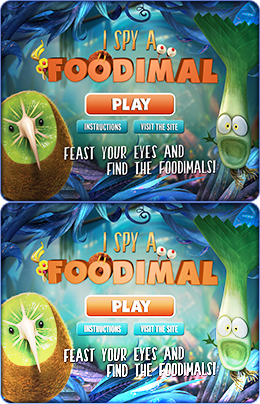 I SPY A...
FOODIMAL
PLAY
INSTRUCTIONS
VISIT THE SITE
FEAST YOUR EYES AND
FIND THE FOODIMALS!
I SPY A...
FOODIMAL
PLAY
INSTRUCTIONS
VISIT THE SITE
FEAST YOUR EYES AND
FIND THE FOODIMALS!